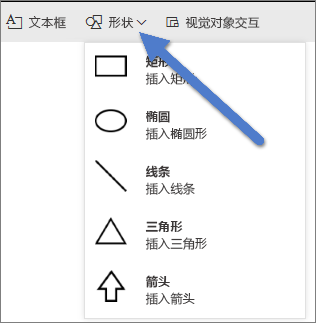 文本框 形状 视觉对象交互
矩形
插入矩形
椭圆
插入椭圆形
线条
插入线条
三角形
插入三角形
箭头
插入箭头